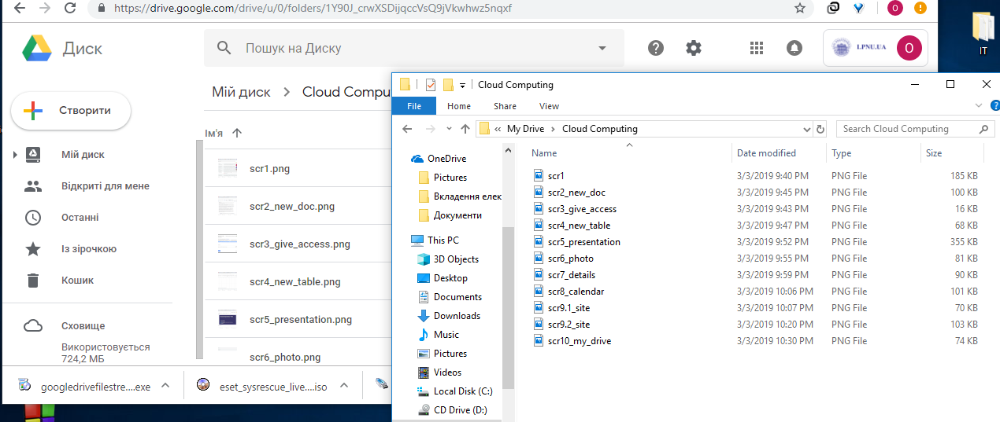 https://drive.google.com/drive/u/0/folders/1Y90J_crwXSDijqccVsQ9jVkwhwz5nqxf
O
O
Диск
Пошук на Диску
LPNU.UA
O
IT
Створити
Мій диск
Відкриті для мене
Останні
Із зірочкою
Кошик
Сховище
Використовується
724,2 МБ
Мій диск > Cloud Compu
Ім'я
scr1.png
scr2_new_doc.png
scr3_give_access.png
scr4_new_table.png
scr5_presentation.png
scr6_photo.png
googledrivefilestre....exe
eset_sysrescue_live....iso
Cloud Computing
File Home Share View
« My Drive > Cloud Computing
Search Cloud Computing
OneDrive
Pictures
Вкладення елек
Документи
This PC
3D Objects
Desktop
Documents
Downloads
Music
Pictures
Videos
Local Disk (C:)
CD Drive (D:)
Name Date modified Type Size
scr1 3/3/2019 9:40 PM PNG File 185 KB
scr2_new_doc 3/3/2019 9:45 PM PNG File 100 KB
scr3_give_access 3/3/2019 9:43 PM PNG File 16 KB
scr4_new_table 3/3/2019 9:47 PM PNG File 68 KB
scr5_presentation 3/3/2019 9:52 PM PNG File 355 KB
scr6_photo 3/3/2019 9:55 PM PNG File 81 KB
scr7_details 3/3/2019 9:59 PM PNG File 90 KB
scr8_calendar 3/3/2019 10:06 PM PNG File 101 KB
scr9.1_site 3/3/2019 10:07 PM PNG File 70 KB
scr9.2_site 3/3/2019 10:20 PM PNG File 103 KB
scr10_my_drive 3/3/2019 10:30 PM PNG File 74 KB